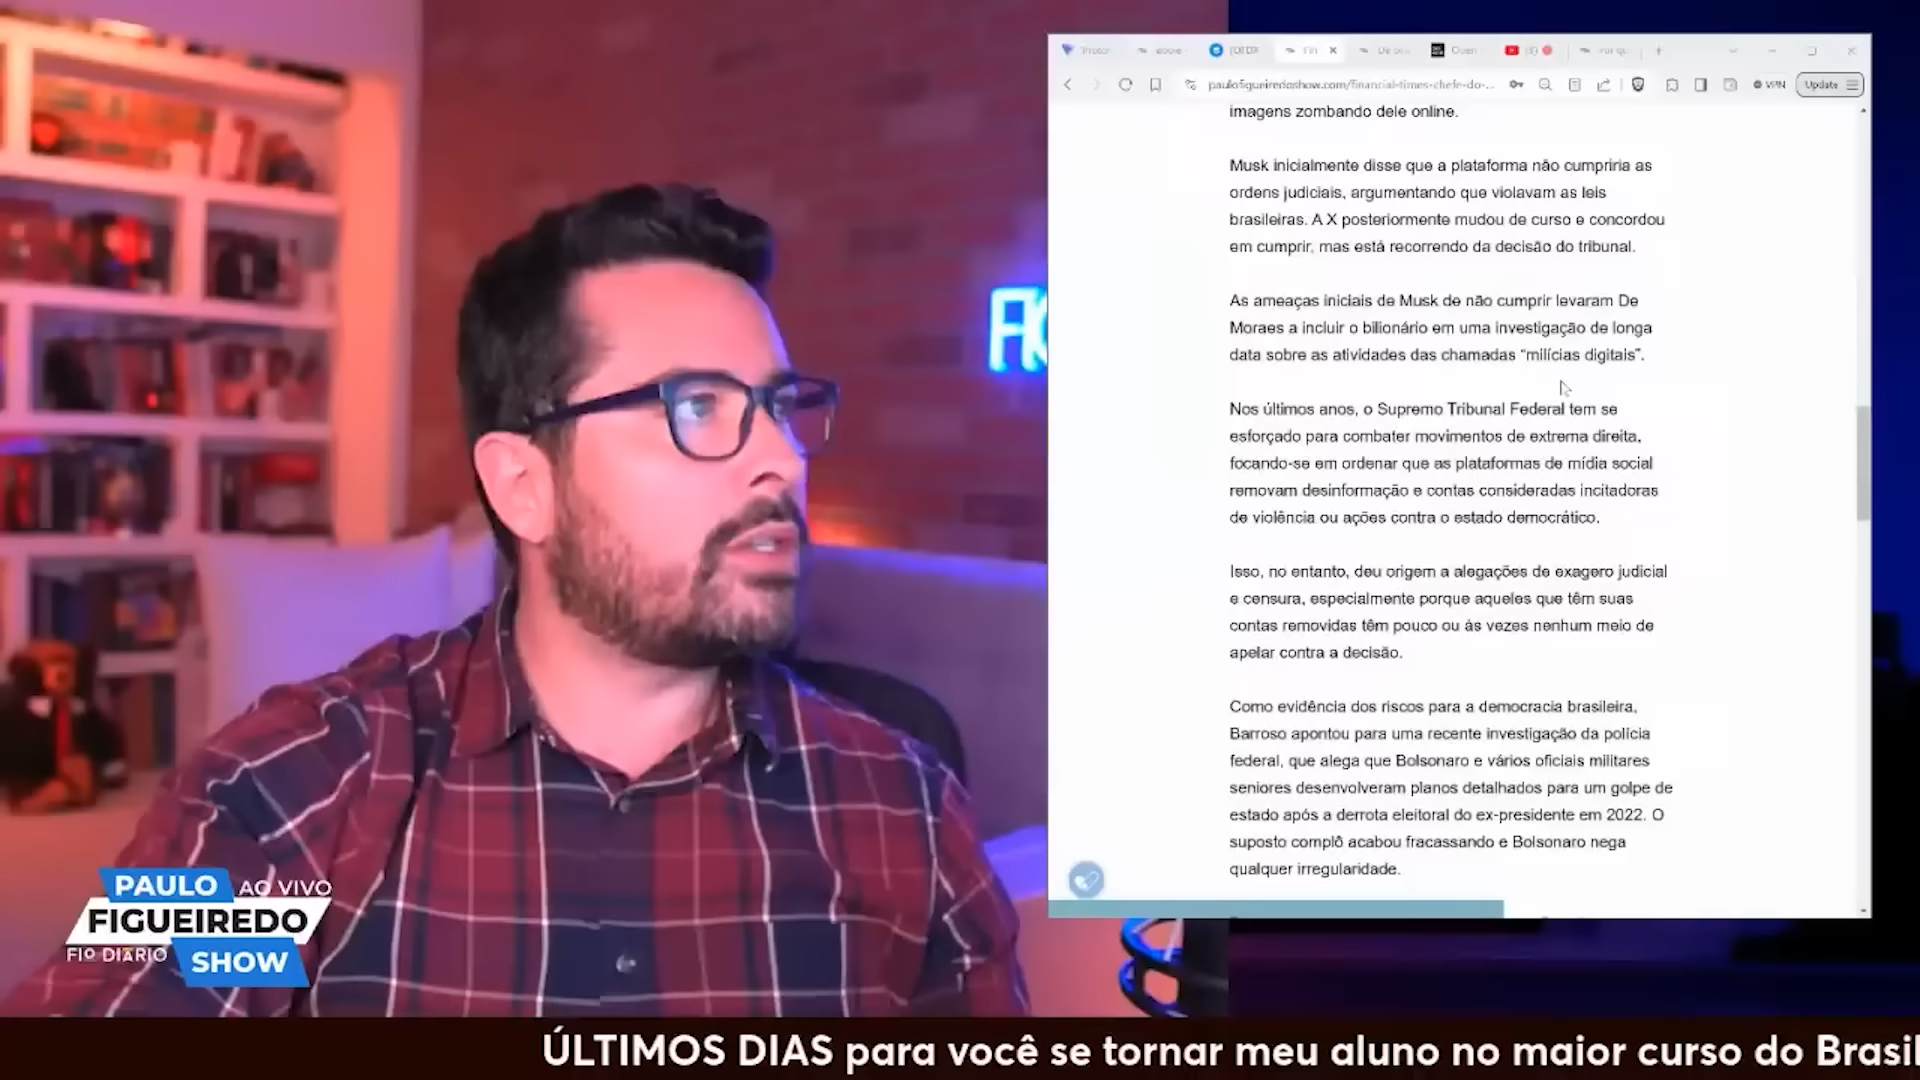 paulofigueiredoshow.com/financial-times-chefe-do-...
VPN
Update
imagens zombando dele online.
Musk inicialmente disse que a plataforma não cumpriria as
ordens judiciais, argumentando que violavam as leis
brasileiras. A X posteriormente mudou de curso e concordou
em cumprir, mas está recorrendo da decisão do tribunal.
As ameaças iniciais de Musk de não cumprir levaram De
Moraes a incluir o bilionário em uma investigação de longa
data sobre as atividades das chamadas “milícias digitais”.
Nos últimos anos, o Supremo Tribunal Federal tem se
esforçado para combater movimentos de extrema direita,
focando-se em ordenar que as plataformas de mídia social
removam desinformação e contas consideradas incitadoras
de violência ou ações contra o estado democrático.
Isso, no entanto, deu origem a alegações de exagero judicial
e censura, especialmente porque aqueles que têm suas
contas removidas têm pouco ou às vezes nenhum meio de
apelar contra a decisão.
Como evidência dos riscos para a democracia brasileira,
Barroso apontou para uma recente investigação da polícia
federal, que alega que Bolsonaro e vários oficiais militares
seniores desenvolveram planos detalhados para um golpe de
estado após a derrota eleitoral do ex-presidente em 2022. O
suposto complô acabou fracassando e Bolsonaro nega
qualquer irregularidade.
PAULO AO VIVO
FIGUEIREDO
FIO DIÁRIO SHOW
ÚLTIMOS DIAS para você se tornar meu aluno no maior curso do Brasil